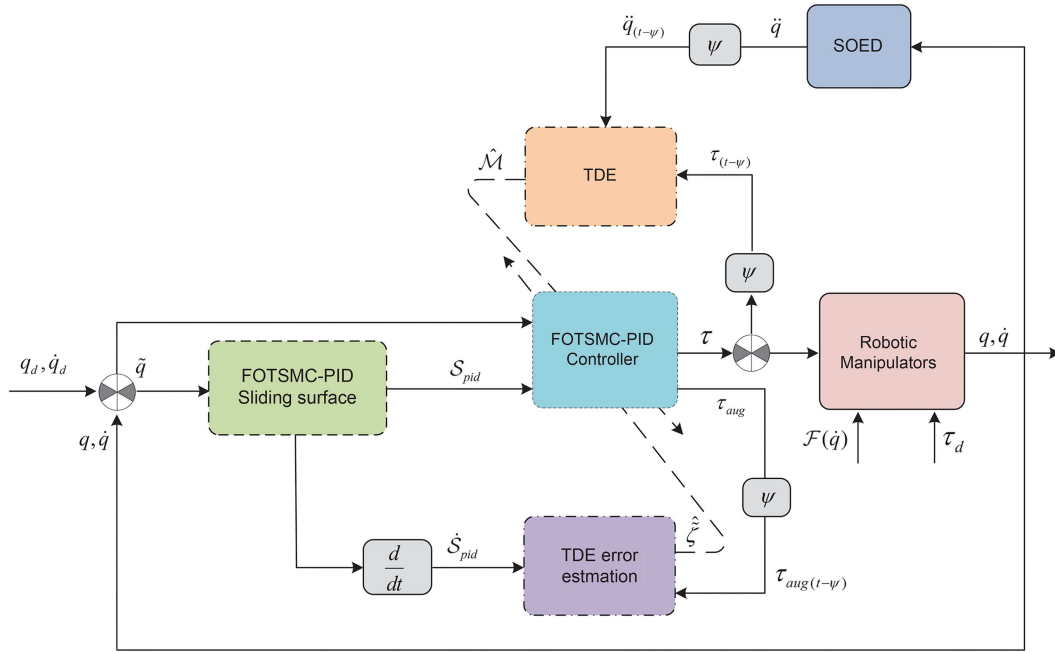 q̈₍ₜ₋ψ₎
ψ
q̈
SOED
M̂
TDE
τ₍ₜ₋ψ₎
ψ
q_d, q̇_d
q̃
FOTSMC-PID
Sliding surface
S_pid
FOTSMC-PID
Controller
τ
Robotic
Manipulators
q, q̇
q, q̇
τ_aug
F(q̇)
τ_d
ψ
d
dt
Ṡ_pid
TDE error
estmation
ζ̃̂
τ_aug(t−ψ)